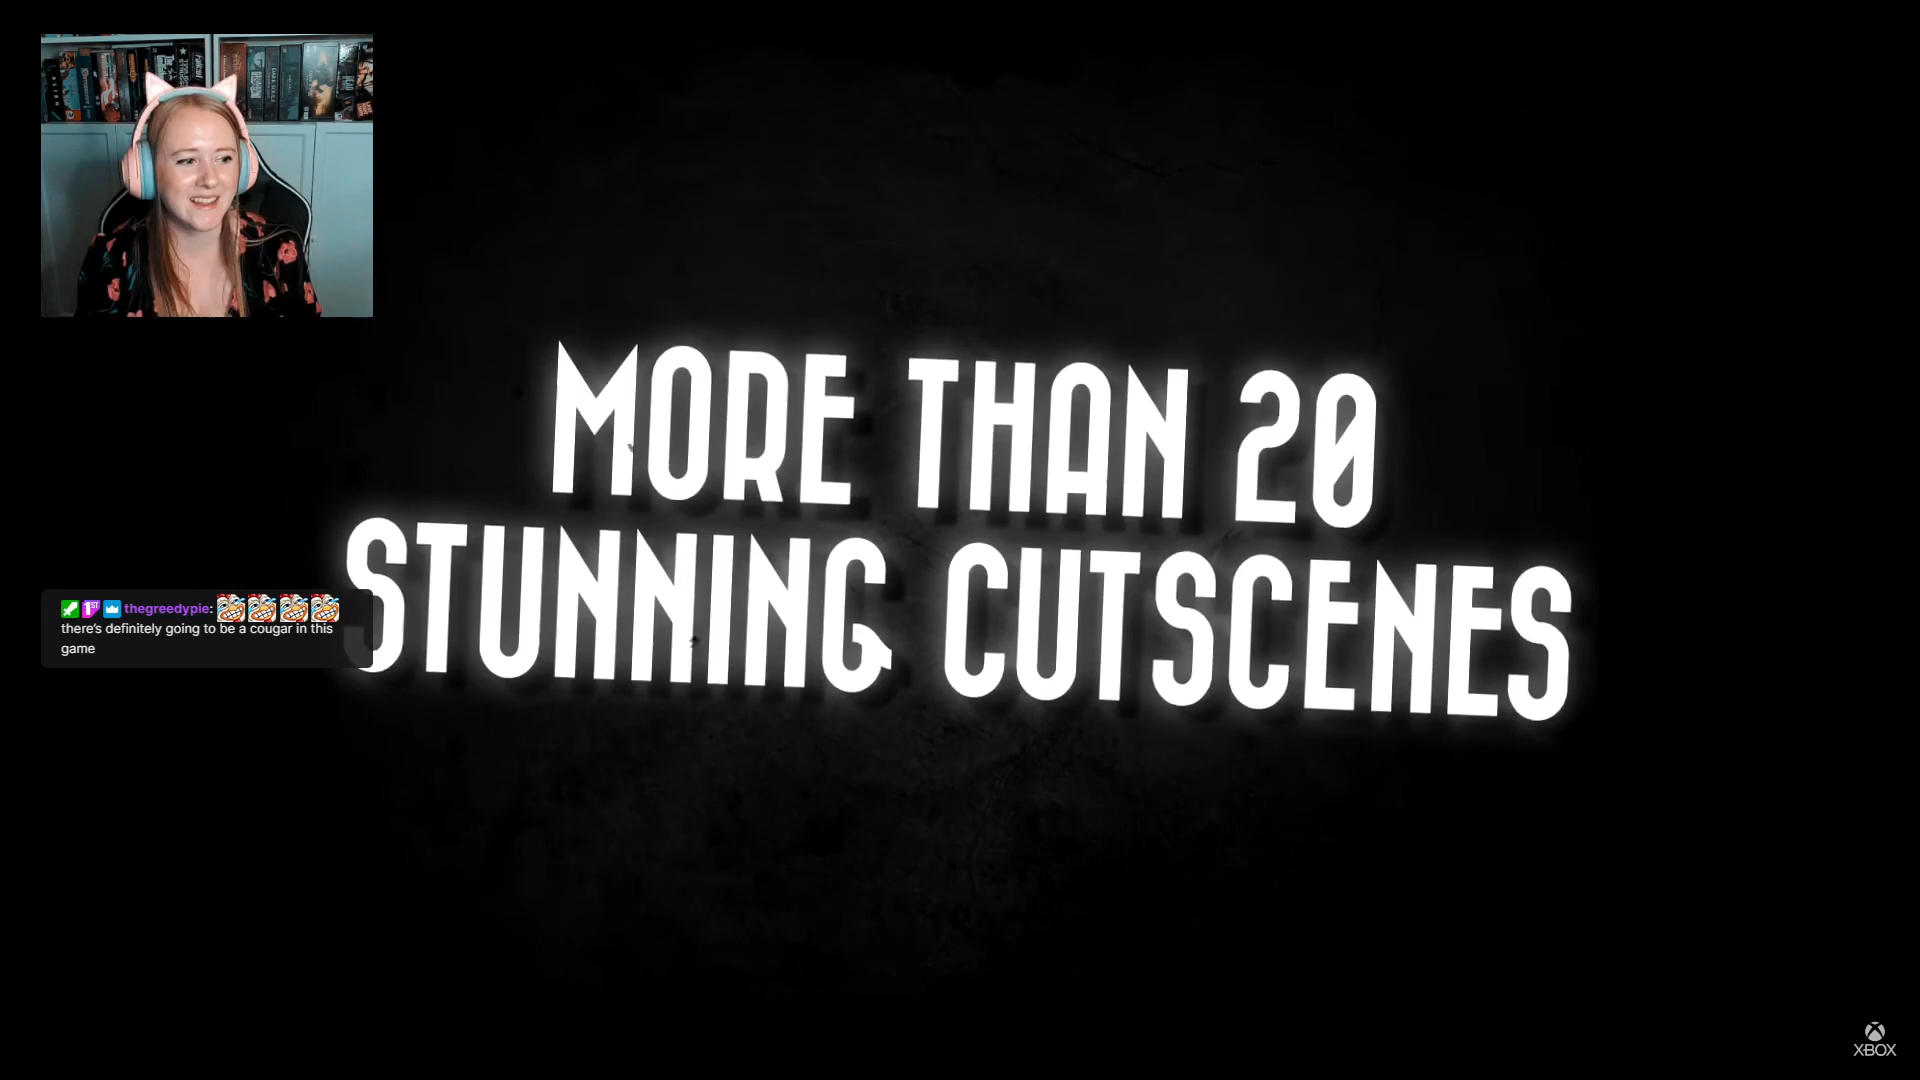 MORE THAN 20
STUNNING CUTSCENES
thegreedypie:
there's definitely going to be a cougar in this
game
XBOX